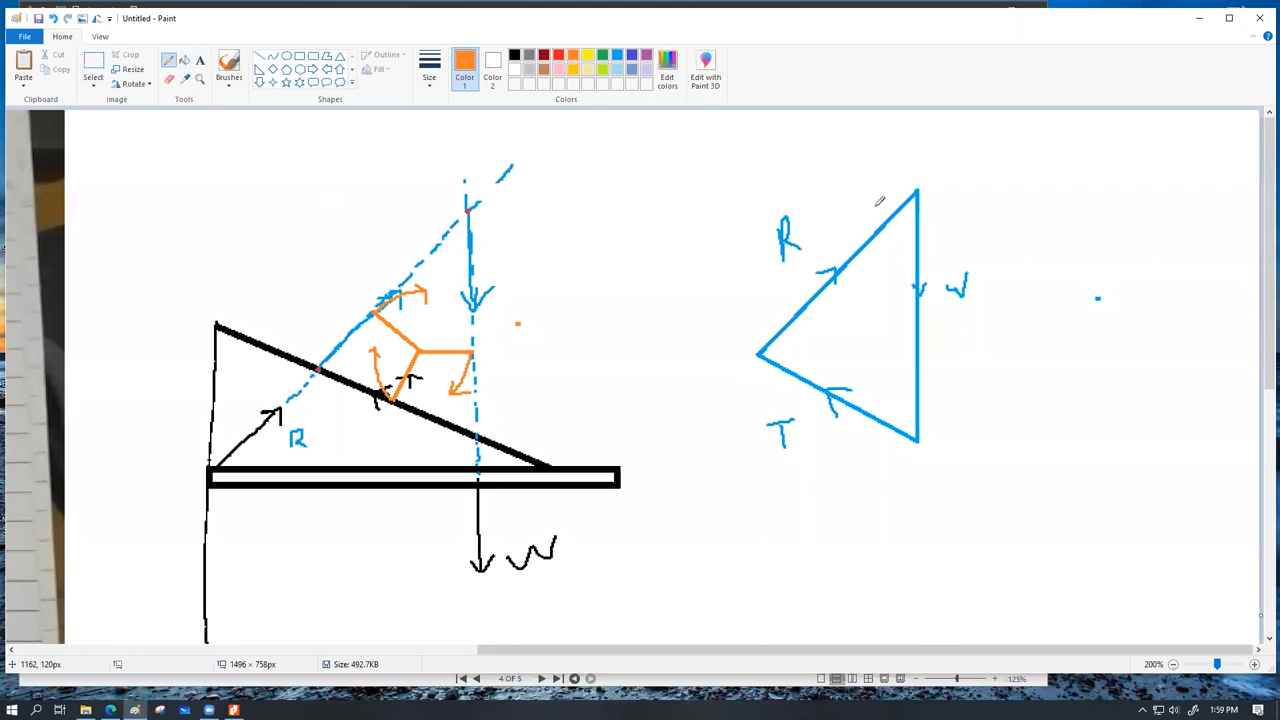 Untitled - Paint
File
Home
View
Paste
Cut
Copy
Clipboard
Select
Crop
Resize
Rotate
Image
Tools
Brushes
Shapes
Outline
Fill
Size
Color 1
Color 2
Colors
Edit colors
Edit with Paint 3D
R
W
R
W
T
1162, 120px
1496 × 758px
Size: 492.7KB
200%
4 OF 5
125%
1:59 PM